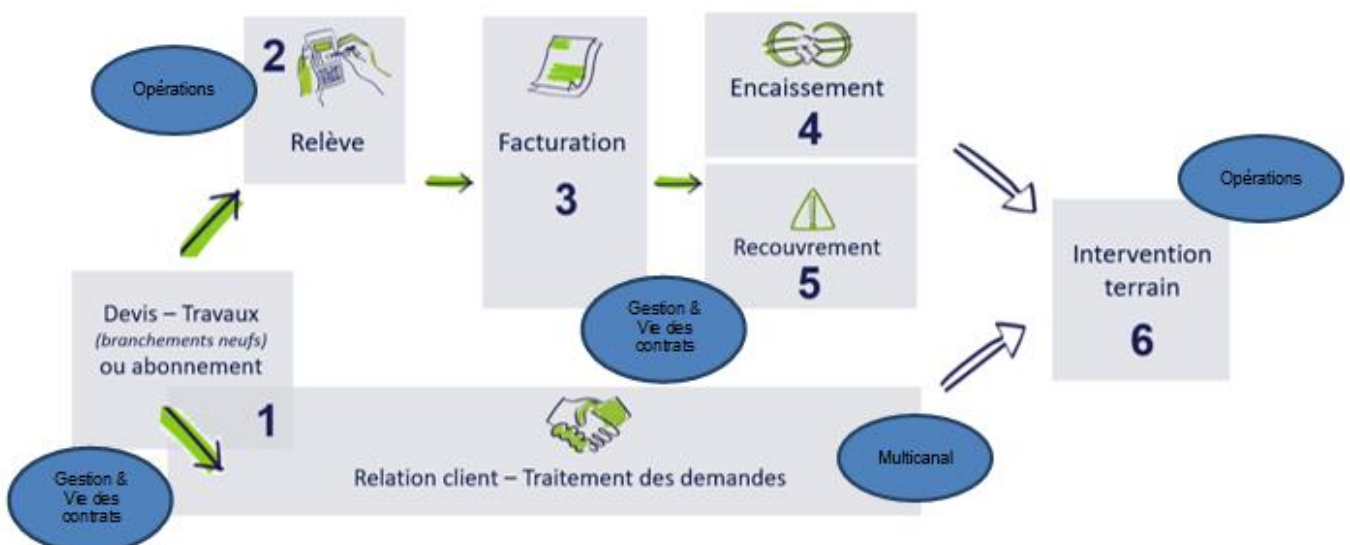 2
Opérations
Relève
Facturation
3
Encaissement
4
Recouvrement
5
Opérations
Intervention
terrain
6
Gestion &
Vie des
contrats
Devis – Travaux
(branchements neufs)
ou abonnement
1
Relation client – Traitement des demandes
Multicanal
Gestion &
Vie des
contrats